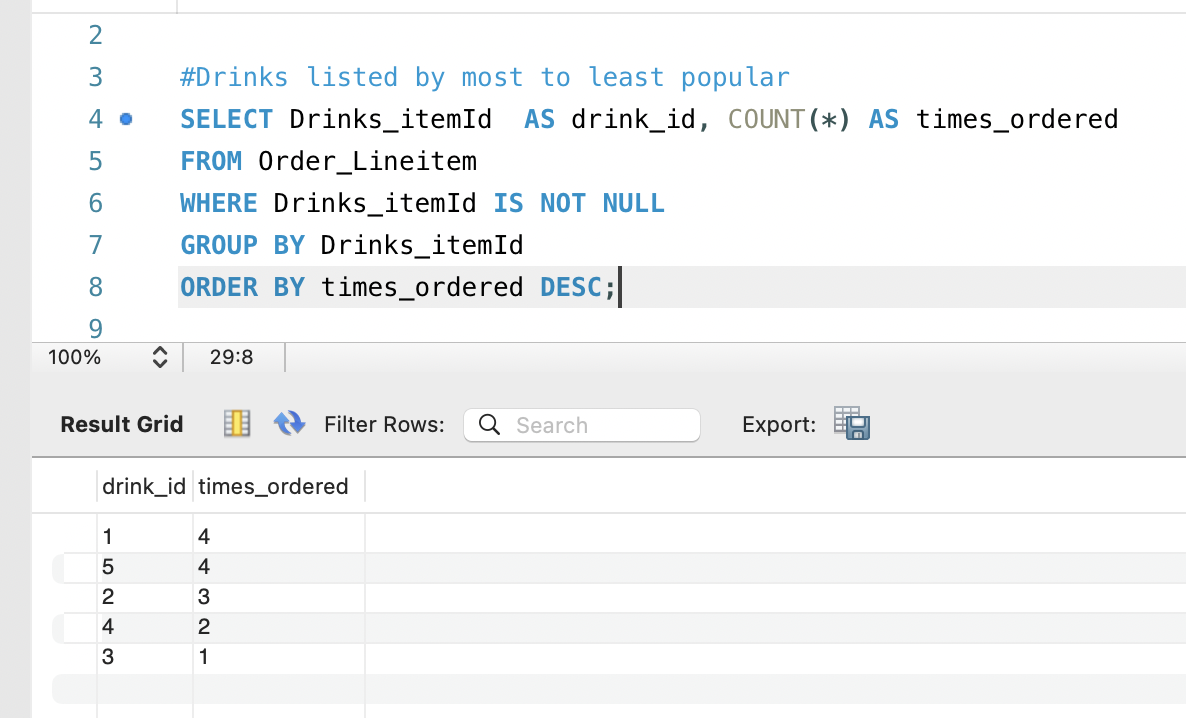 2
3 #Drinks listed by most to least popular
4 SELECT Drinks_itemId  AS drink_id, COUNT(*) AS times_ordered
5 FROM Order_Lineitem
6 WHERE Drinks_itemId IS NOT NULL
7 GROUP BY Drinks_itemId
8 ORDER BY times_ordered DESC;
9
100% 29:8
Result Grid Filter Rows: Search Export:
drink_id times_ordered
1 4
5 4
2 3
4 2
3 1